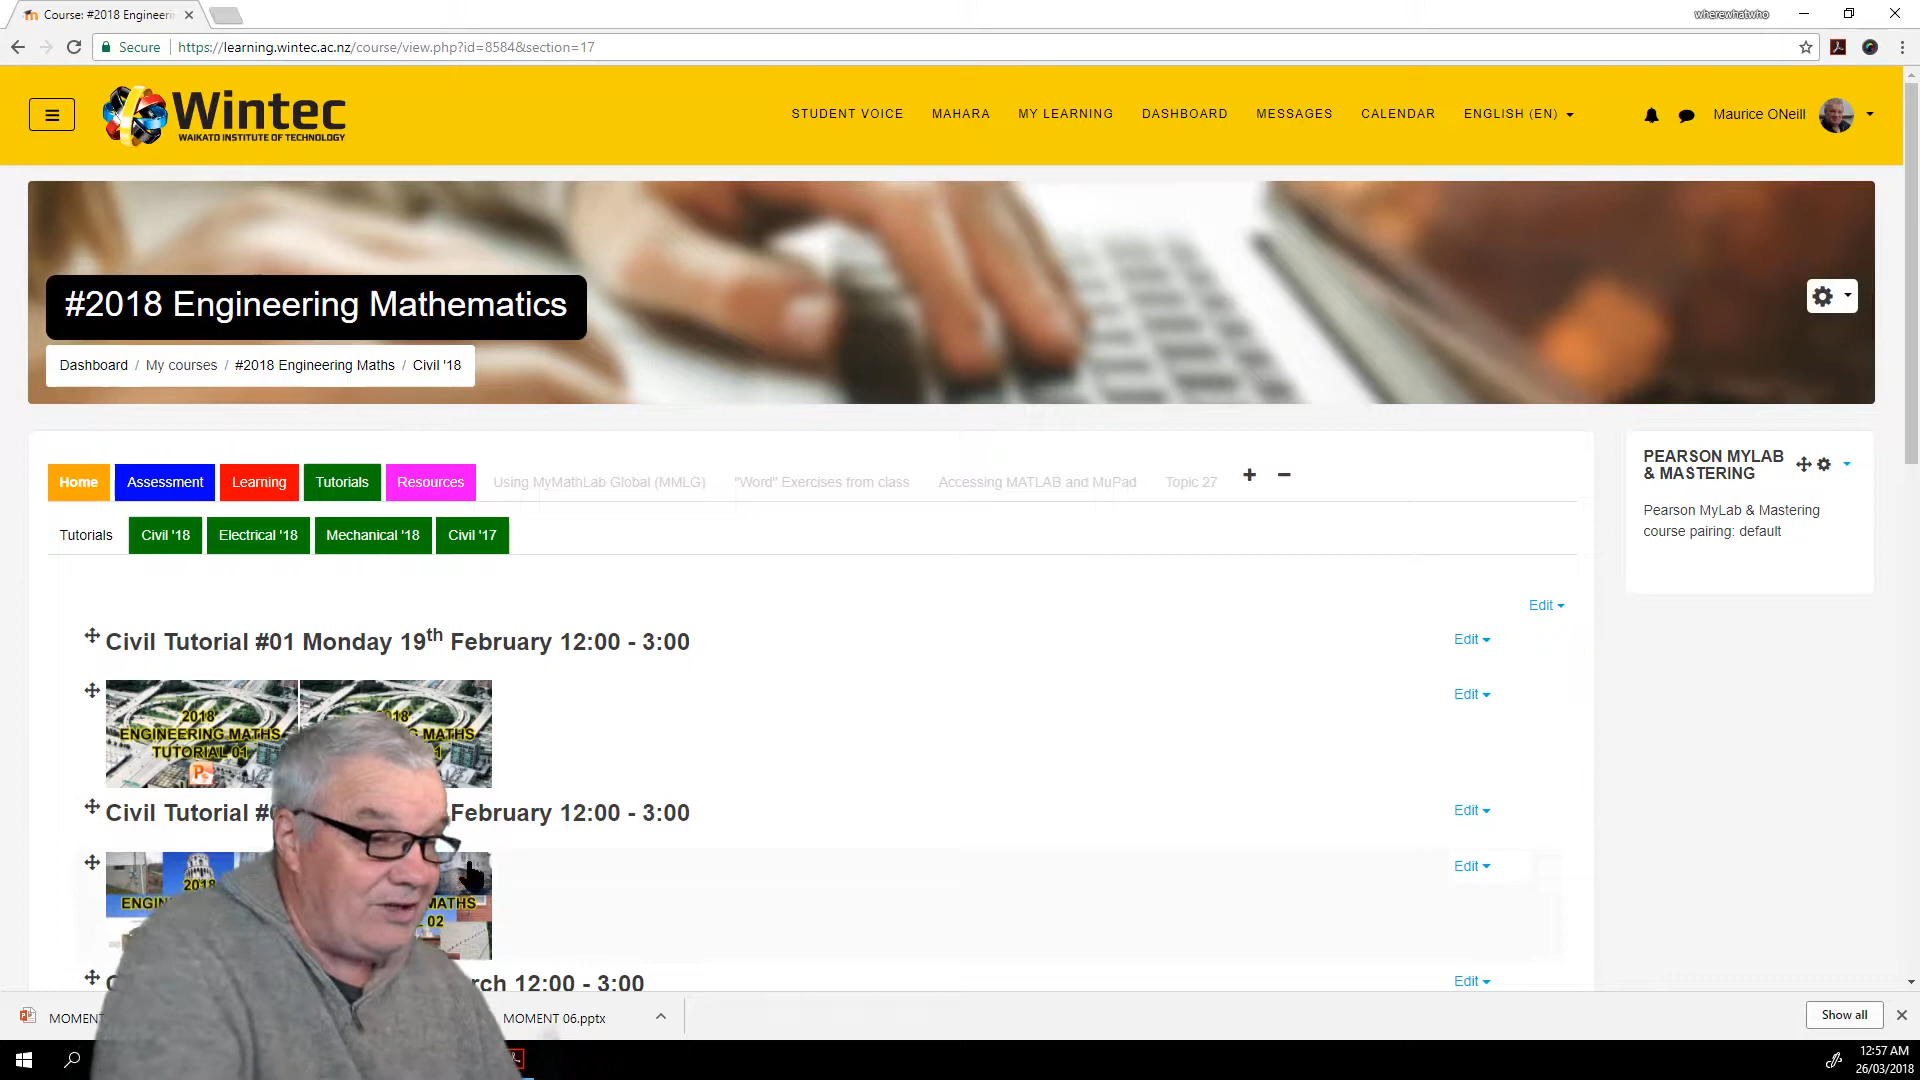 Course: #2018 Engineeri
wherewhatwho
Secure
https://learning.wintec.ac.nz/course/view.php?id=8584&section=17
Wintec
WAIKATO INSTITUTE OF TECHNOLOGY
STUDENT VOICE
MAHARA
MY LEARNING
DASHBOARD
MESSAGES
CALENDAR
ENGLISH (EN)
Maurice ONeill
#2018 Engineering Mathematics
Dashboard / My courses / #2018 Engineering Maths / Civil '18
Home
Assessment
Learning
Tutorials
Resources
Using MyMathLab Global (MMLG)
"Word" Exercises from class
Accessing MATLAB and MuPad
Topic 27
PEARSON MYLAB
& MASTERING
Pearson MyLab & Mastering
course pairing: default
Tutorials
Civil '18
Electrical '18
Mechanical '18
Civil '17
Edit
Civil Tutorial #01 Monday 19th February 12:00 - 3:00
Edit
2018
ENGINEERING MATHS
TUTORIAL 01
Edit
Civil Tutorial # February 12:00 - 3:00
Edit
2018
MATHS
02
Edit
12:00 - 3:00
Edit
MOMENT 06.pptx
Show all
12:57 AM
26/03/2018